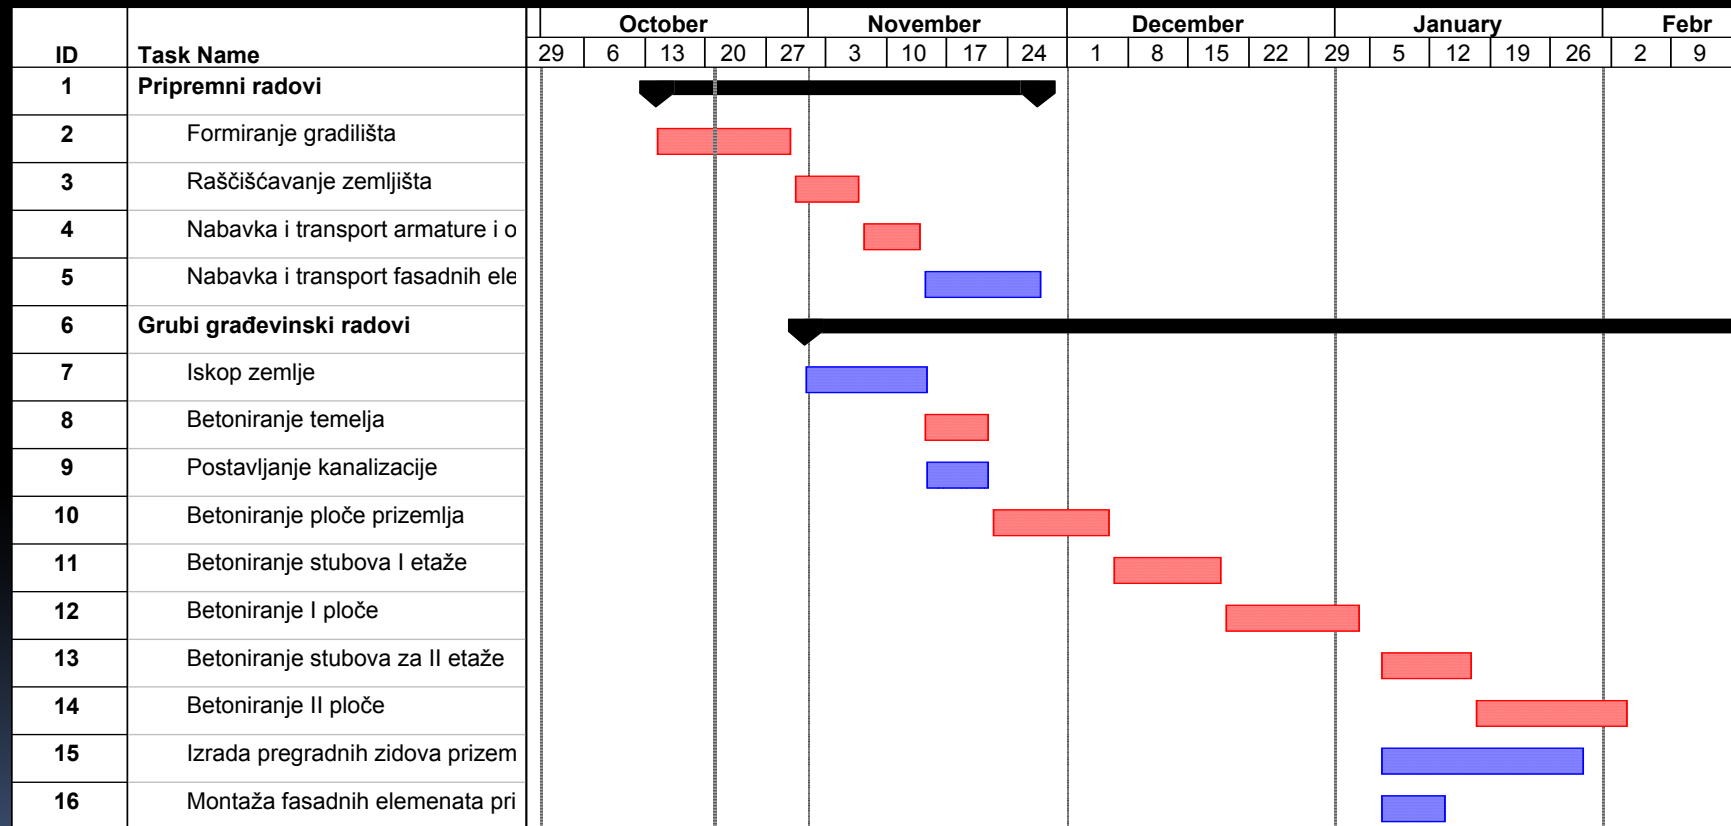 October November December January Febr
ID Task Name 29 6 13 20 27 3 10 17 24 1 8 15 22 29 5 12 19 26 2 9
1 Pripremni radovi
2 Formiranje gradilišta
3 Raščišćavanje zemljišta
4 Nabavka i transport armature i o
5 Nabavka i transport fasadnih ele
6 Grubi građevinski radovi
7 Iskop zemlje
8 Betoniranje temelja
9 Postavljanje kanalizacije
10 Betoniranje ploče prizemlja
11 Betoniranje stubova I etaže
12 Betoniranje I ploče
13 Betoniranje stubova za II etaže
14 Betoniranje II ploče
15 Izrada pregradnih zidova prizem
16 Montaža fasadnih elemenata pri